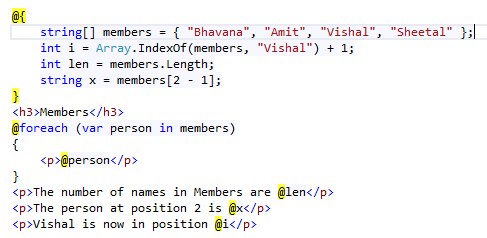 @{
string[] members = { "Bhavana", "Amit", "Vishal", "Sheetal" };
int i = Array.IndexOf(members, "Vishal") + 1;
int len = members.Length;
string x = members[2 - 1];
}
<h3>Members</h3>
@foreach (var person in members)
{
<p>@person</p>
}
<p>The number of names in Members are @len</p>
<p>The person at position 2 is @x</p>
<p>Vishal is now in position @i</p>